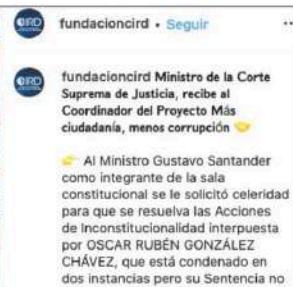 fundacioncird • Seguir
fundacioncird Ministro de la Corte
Suprema de Justicia, recibe al
Coordinador del Proyecto Más
ciudadanía, menos corrupción 🤝
👉 Al Ministro Gustavo Santander
como integrante de la sala
constitucional se le solicitó celeridad
para que se resuelva las Acciones
de Inconstitucionalidad interpuesta
por OSCAR RUBÉN GONZÁLEZ
CHÁVEZ, que está condenado en
dos instancias pero su Sentencia no